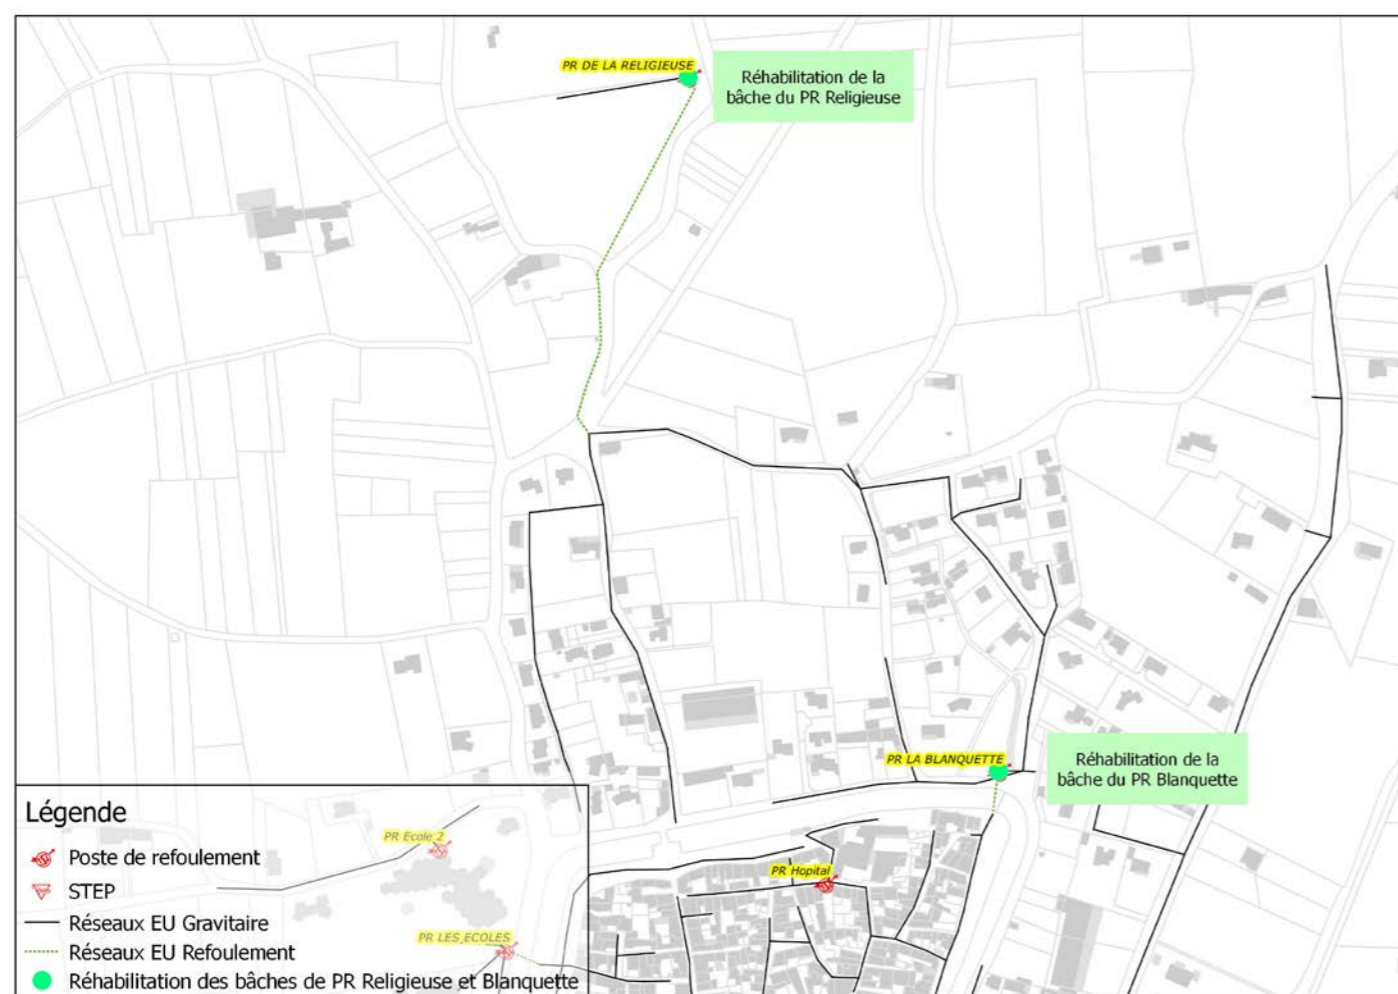 PR DE LA RELIGIEUSE
Réhabilitation de la
bâche du PR Religieuse
PR LA BLANQUETTE
Réhabilitation de la
bâche du PR Blanquette
PR Hopital
PR Ecole 2
PR LES_ECOLES
Légende
Poste de refoulement
STEP
Réseaux EU Gravitaire
Réseaux EU Refoulement
Réhabilitation des bâches de PR Religieuse et Blanquette